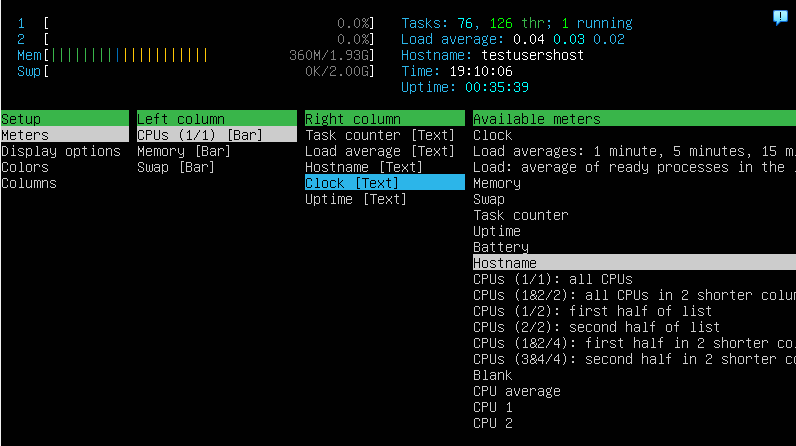 1 [ 0.0%] Tasks: 76, 126 thr; 1 running
2 [ 0.0%] Load average: 0.04 0.03 0.02
Mem[|||||||||||||||||||| 360M/1.93G] Hostname: testusershost
Swp[ 0K/2.00G] Time: 19:10:06
Uptime: 00:35:39
Setup Left column Right column Available meters
Meters CPUs (1/1) [Bar] Task counter [Text] Clock
Display options Memory [Bar] Load average [Text] Load averages: 1 minute, 5 minutes, 15 m
Colors Swap [Bar] Hostname [Text] Load: average of ready processes in the
Columns Clock [Text] Memory
Uptime [Text] Swap
Task counter
Uptime
Battery
Hostname
CPUs (1/1): all CPUs
CPUs (1&2/2): all CPUs in 2 shorter colu
CPUs (1/2): first half of list
CPUs (2/2): second half of list
CPUs (1&2/4): first half in 2 shorter co
CPUs (3&4/4): second half in 2 shorter c
Blank
CPU average
CPU 1
CPU 2